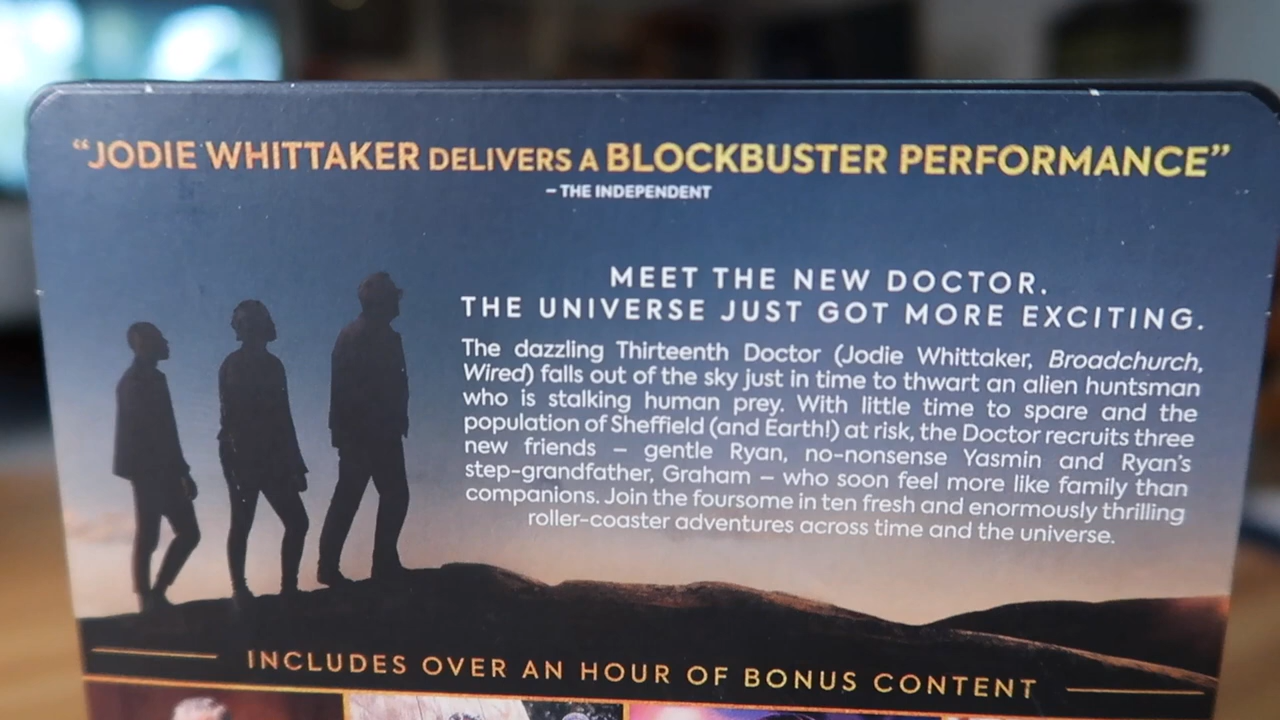 “JODIE WHITTAKER DELIVERS A BLOCKBUSTER PERFORMANCE”
– THE INDEPENDENT
MEET THE NEW DOCTOR.
THE UNIVERSE JUST GOT MORE EXCITING.
The dazzling Thirteenth Doctor (Jodie Whittaker, Broadchurch,
Wired) falls out of the sky just in time to thwart an alien huntsman
who is stalking human prey. With little time to spare and the
population of Sheffield (and Earth!) at risk, the Doctor recruits three
new friends – gentle Ryan, no-nonsense Yasmin and Ryan’s
step-grandfather, Graham – who soon feel more like family than
companions. Join the foursome in ten fresh and enormously thrilling
roller-coaster adventures across time and the universe.
INCLUDES OVER AN HOUR OF BONUS CONTENT